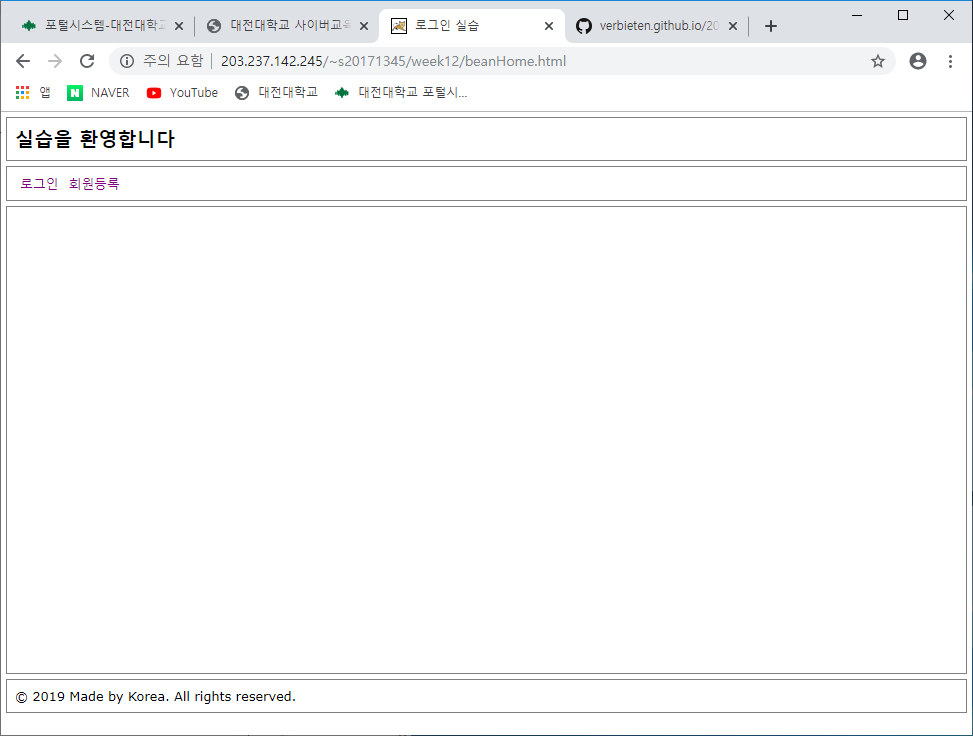 포털시스템-대전대학교
대전대학교 사이버교육
로그인 실습
verbieten.github.io/20
주의 요함 | 203.237.142.245/~s20171345/week12/beanHome.html
앱 NAVER YouTube 대전대학교 대전대학교 포털시...
실습을 환영합니다
로그인 회원등록
© 2019 Made by Korea. All rights reserved.